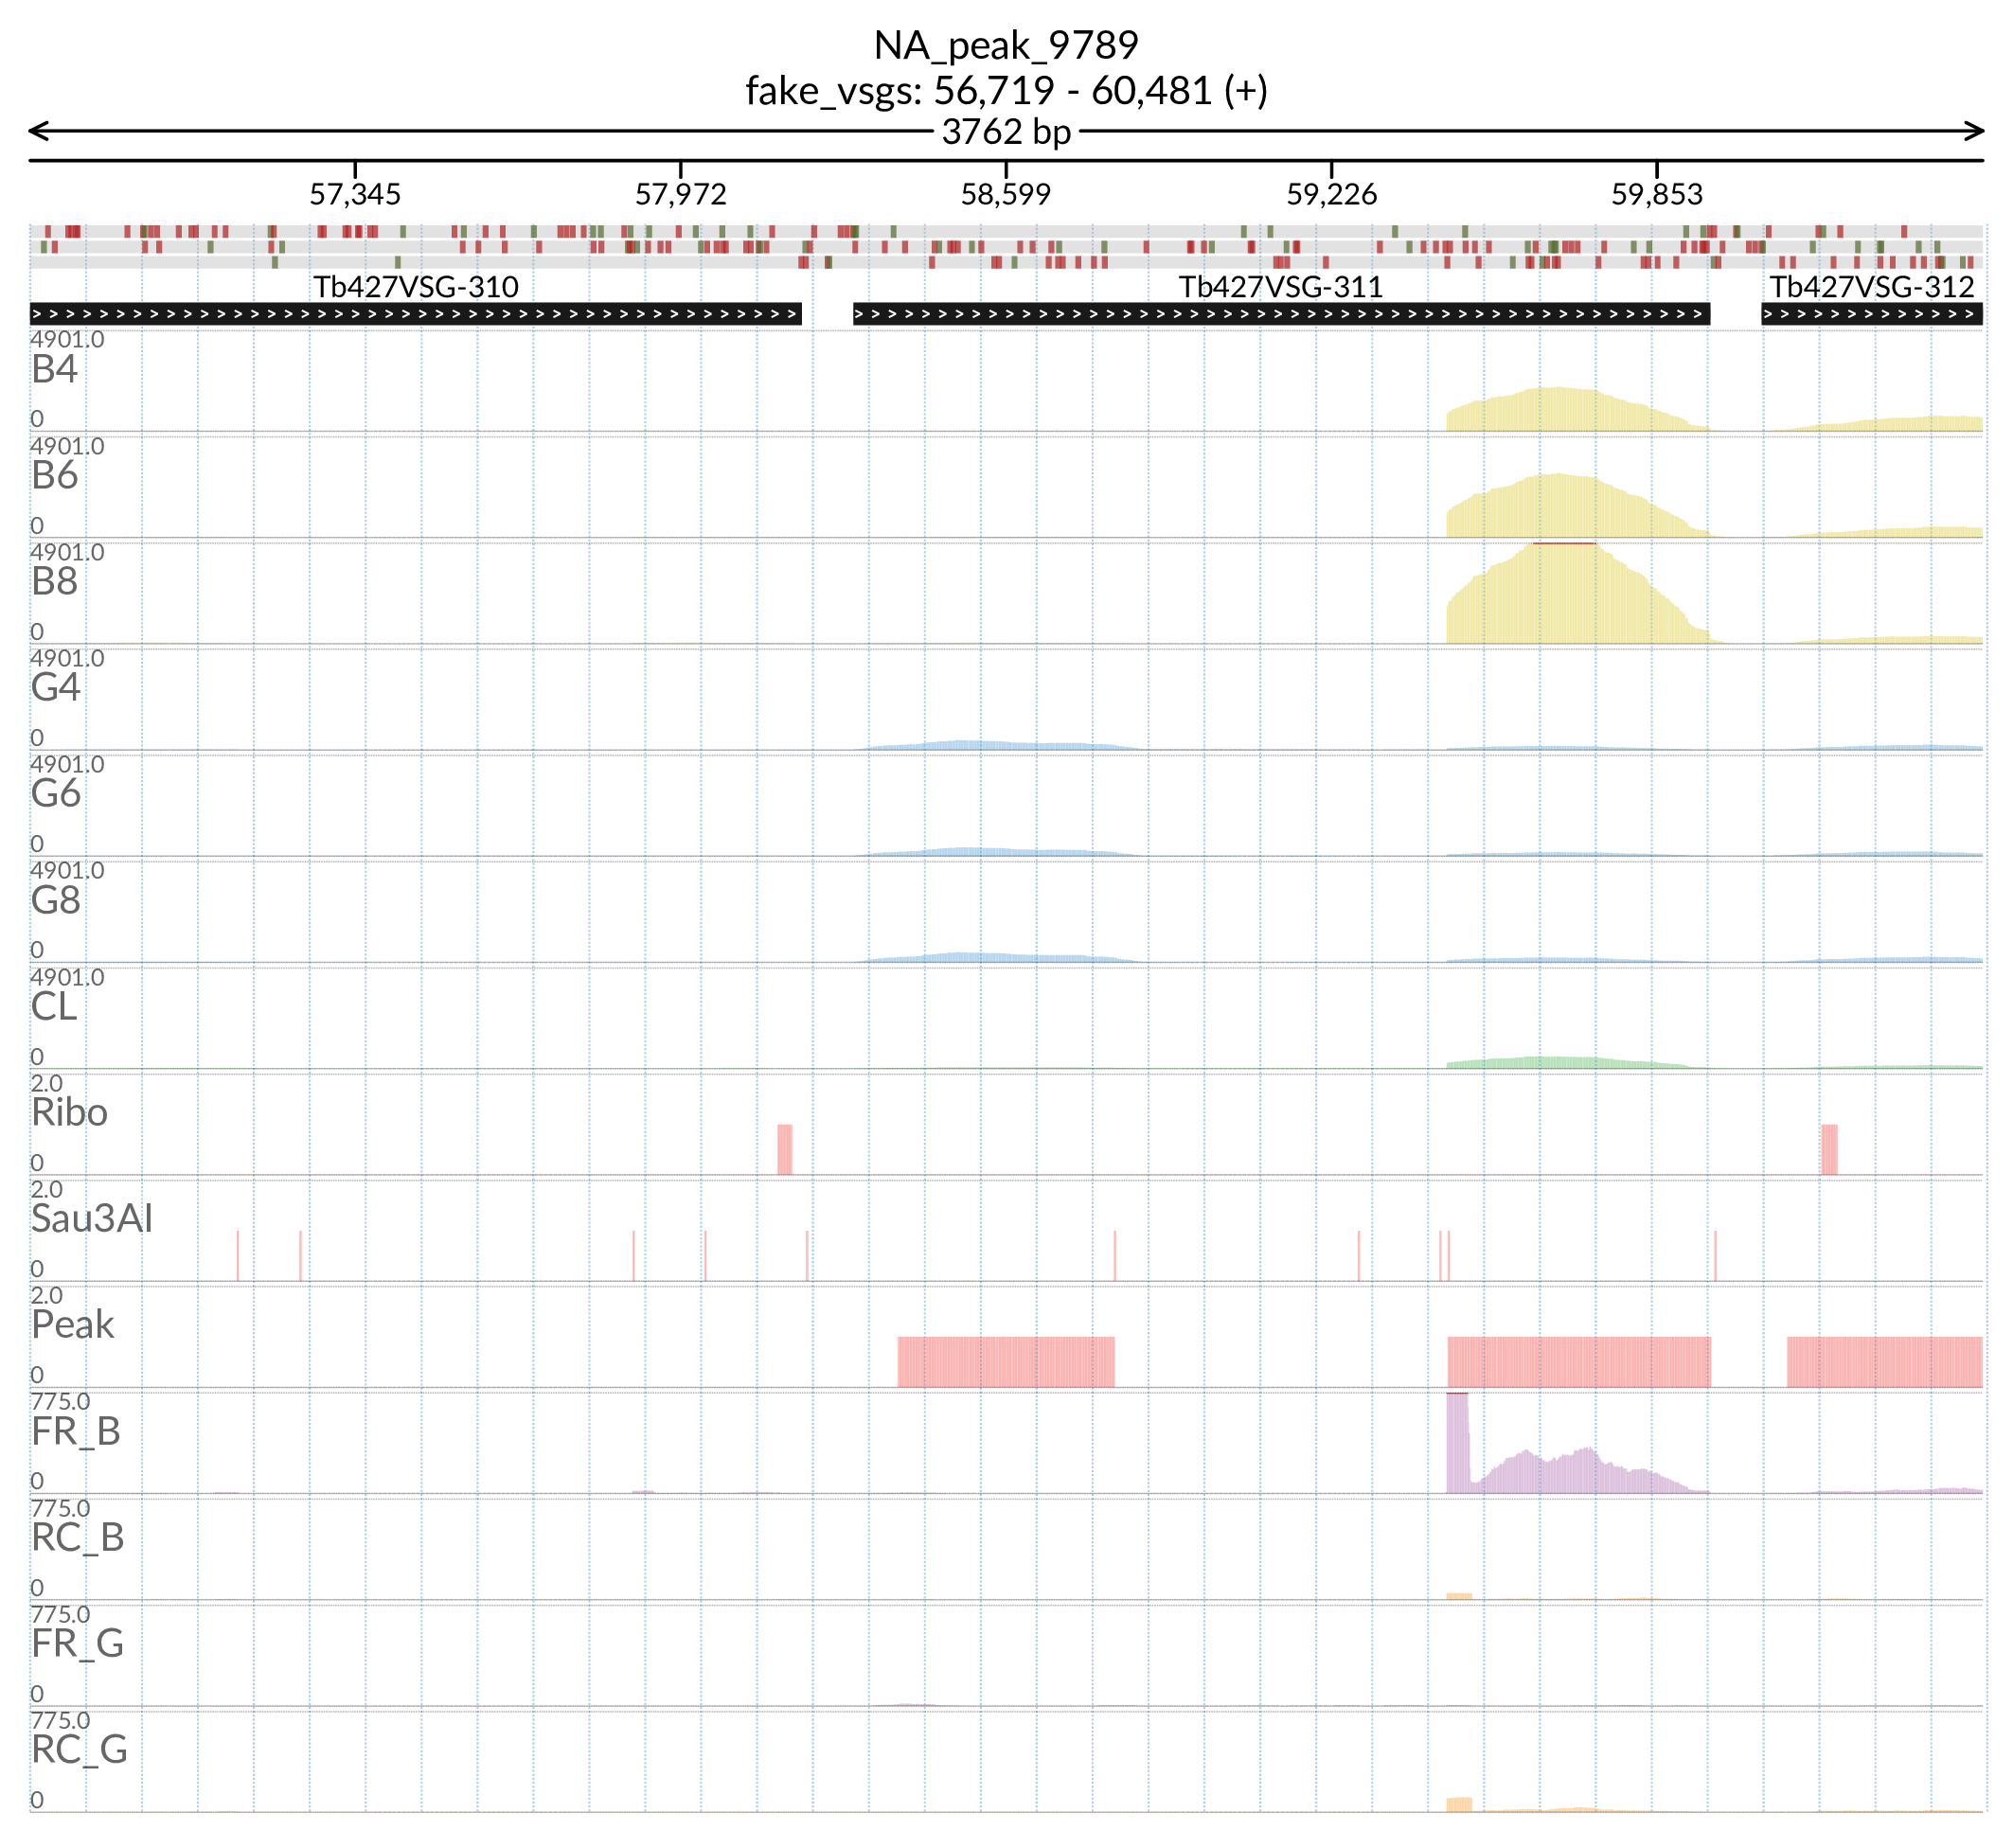 NA_peak_9789
fake_vsgs: 56,719 - 60,481 (+)
3762 bp
57,345 57,972 58,599 59,226 59,853
Tb427VSG-310 Tb427VSG-311 Tb427VSG-312
4901.0
B4
0
4901.0
B6
0
4901.0
B8
0
4901.0
G4
0
4901.0
G6
0
4901.0
G8
0
4901.0
CL
0
2.0
Ribo
0
2.0
Sau3AI
0
2.0
Peak
0
775.0
FR_B
0
775.0
RC_B
0
775.0
FR_G
0
775.0
RC_G
0